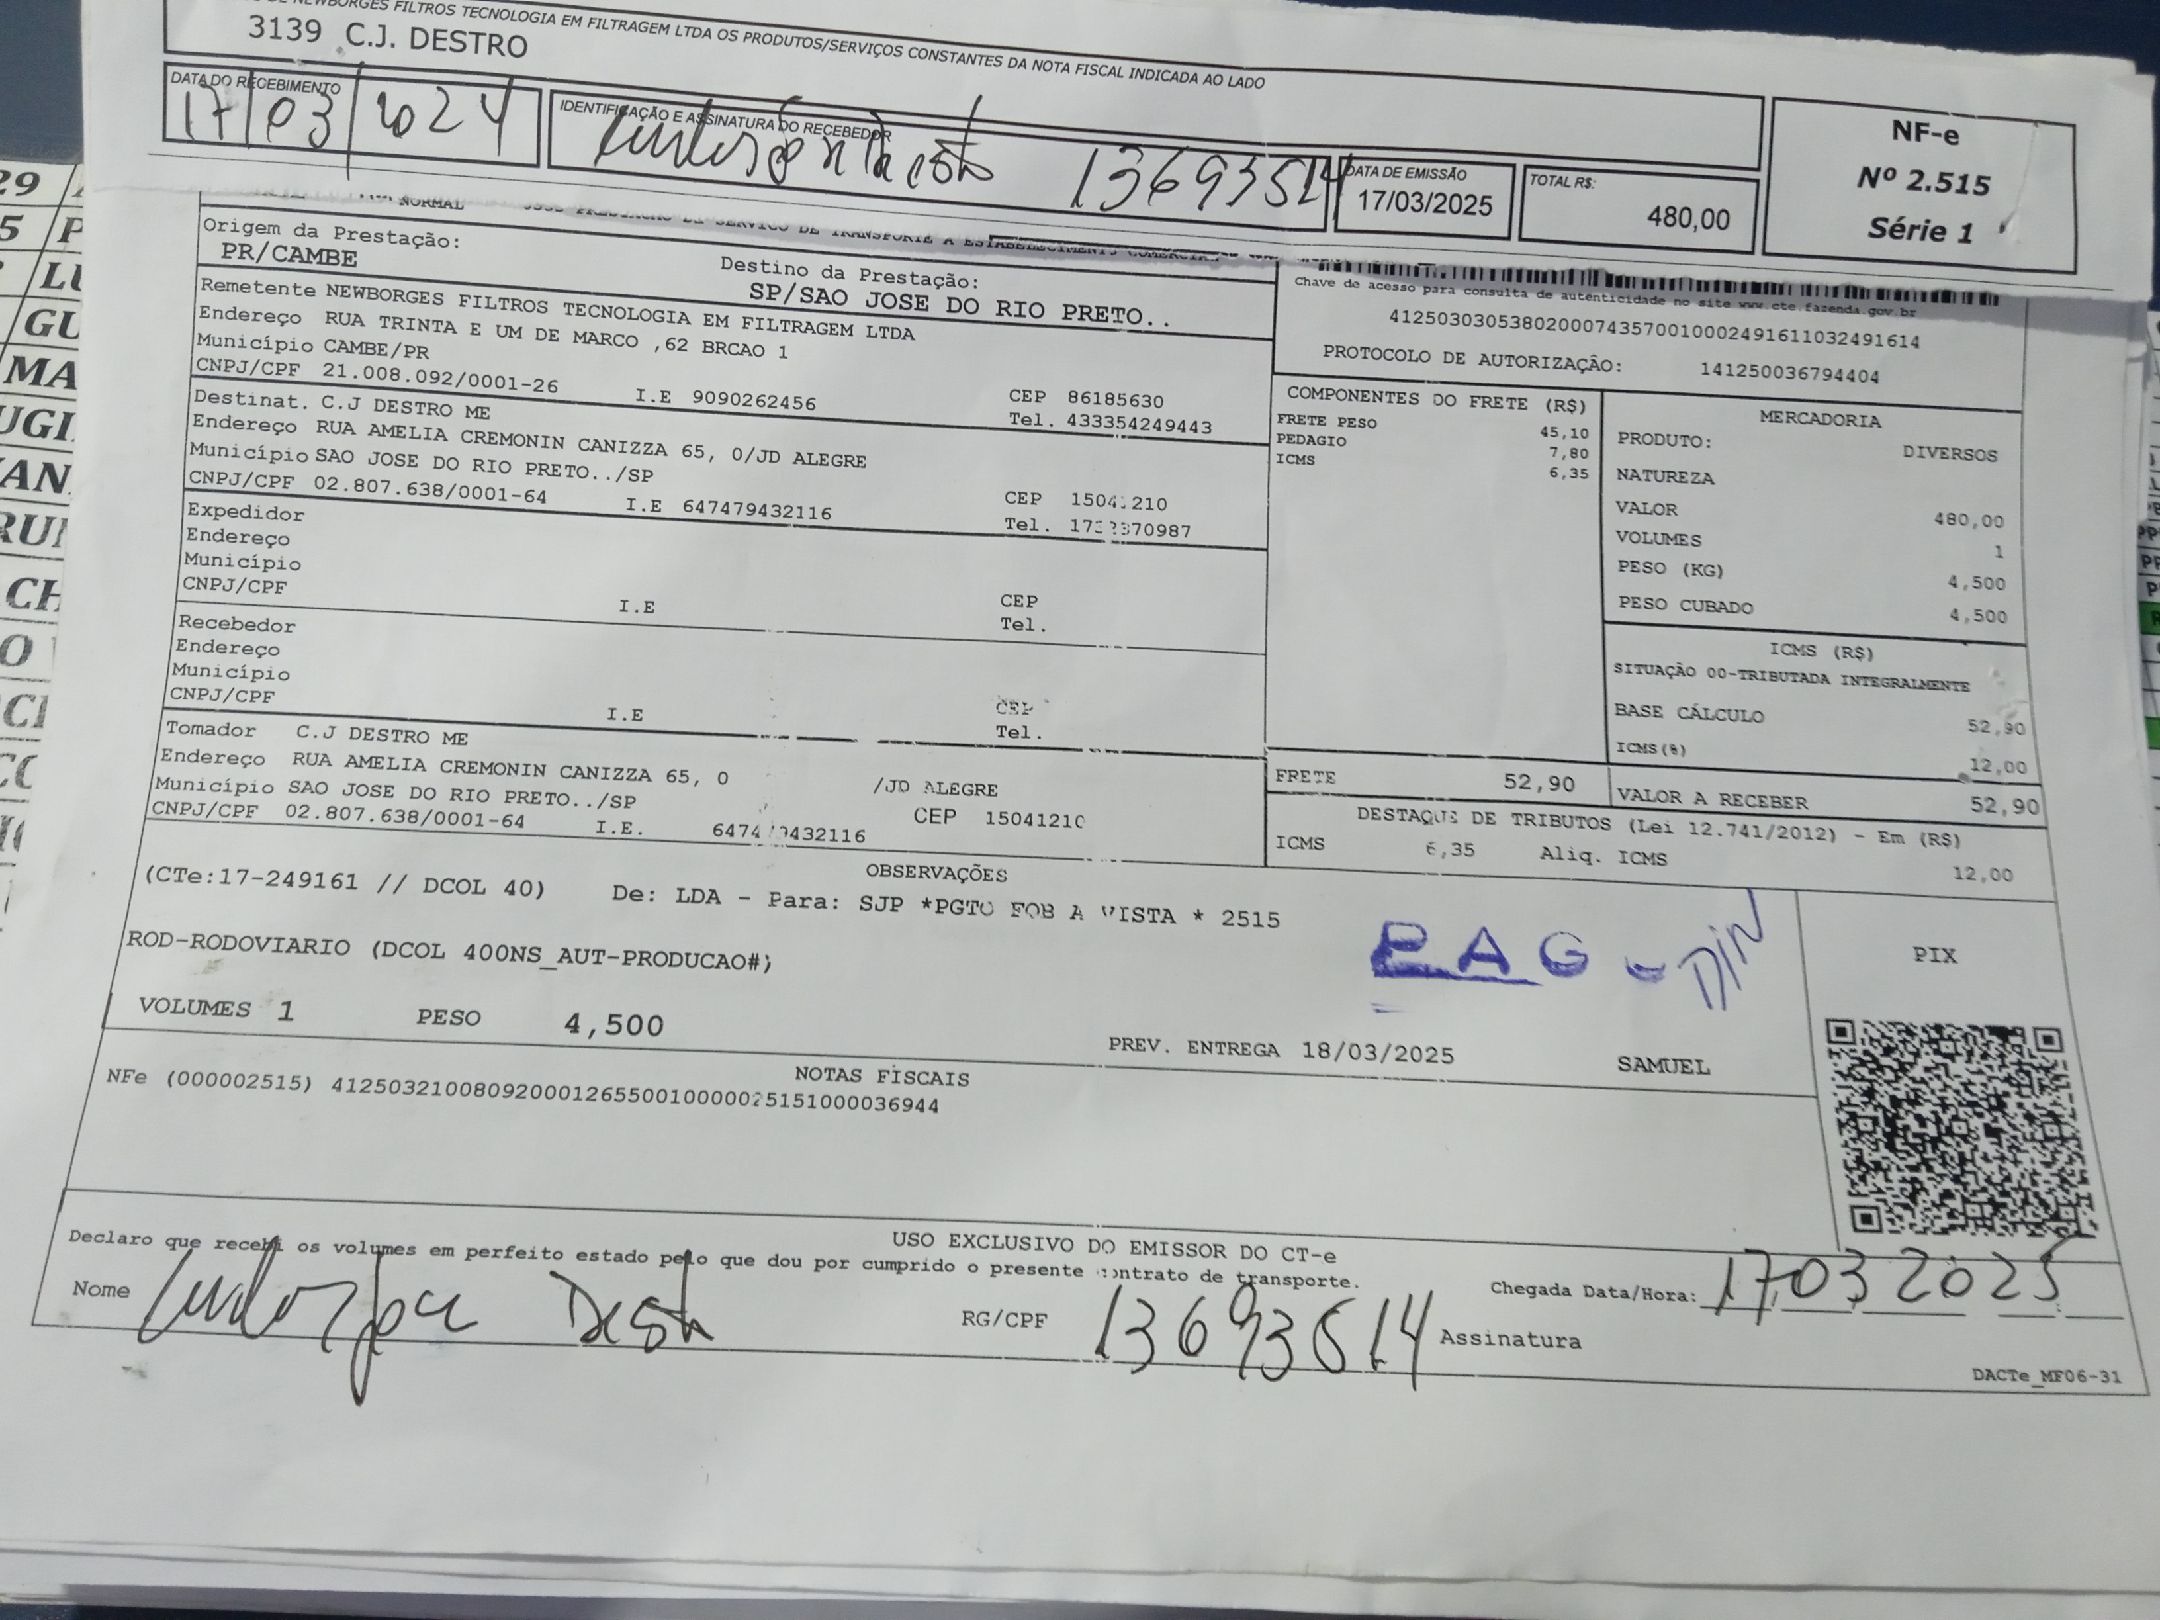 NEWBORGES FILTROS TECNOLOGIA EM FILTRAGEM LTDA OS PRODUTOS/SERVIÇOS CONSTANTES DA NOTA FISCAL INDICADA AO LADO
3139 C.J. DESTRO
DATA DO RECEBIMENTO
17/03/2024
IDENTIFICAÇÃO E ASSINATURA DO RECEBEDOR
13693514
DATA DE EMISSÃO
17/03/2025
TOTAL R$:
480,00
NF-e
Nº 2.515
Série 1
NORMAL
Origem da Prestação:
PR/CAMBE
Destino da Prestação:
SP/SAO JOSE DO RIO PRETO..
Chave de acesso para consulta de autenticidade no site www.cte.fazenda.gov.br
41250303053802000743570010002491611032491614
PROTOCOLO DE AUTORIZAÇÃO: 141250036794404
Remetente NEWBORGES FILTROS TECNOLOGIA EM FILTRAGEM LTDA
Endereço RUA TRINTA E UM DE MARCO ,62 BRCAO 1
Município CAMBE/PR
CNPJ/CPF 21.008.092/0001-26 I.E 9090262456 CEP 86185630
Tel. 433354249443
Destinat. C.J DESTRO ME
Endereço RUA AMELIA CREMONIN CANIZZA 65, 0/JD ALEGRE
Município SAO JOSE DO RIO PRETO../SP
CNPJ/CPF 02.807.638/0001-64 I.E 647479432116 CEP 15041210
Tel.
Expedidor
Endereço
Município
CNPJ/CPF I.E CEP
Tel.
Recebedor
Endereço
Município
CNPJ/CPF I.E CEP
Tel.
Tomador C.J DESTRO ME
Endereço RUA AMELIA CREMONIN CANIZZA 65, 0 /JD ALEGRE
Município SAO JOSE DO RIO PRETO../SP
CNPJ/CPF 02.807.638/0001-64 I.E. 647479432116 CEP 15041210
COMPONENTES DO FRETE (R$)
FRETE PESO 45,10
PEDAGIO 7,80
ICMS 6,35
MERCADORIA
PRODUTO: DIVERSOS
NATUREZA
VALOR 480,00
VOLUMES 1
PESO (KG) 4,500
PESO CUBADO 4,500
ICMS (R$)
SITUAÇÃO 00-TRIBUTADA INTEGRALMENTE
BASE CÁLCULO 52,90
ICMS(%) 12,00
FRETE 52,90
VALOR A RECEBER 52,90
DESTAQUE DE TRIBUTOS (Lei 12.741/2012) - Em (R$)
ICMS 6,35 Aliq. ICMS 12,00
OBSERVAÇÕES
(CTe:17-249161 // DCOL 40) De: LDA - Para: SJP *PGTO FOB A VISTA * 2515
ROD-RODOVIARIO (DCOL 400NS_AUT-PRODUCAO#)
PAG - DIN
PIX
VOLUMES 1 PESO 4,500
PREV. ENTREGA 18/03/2025 SAMUEL
NOTAS FISCAIS
NFe (000002515) 41250321008092000126550010000025151000036944
USO EXCLUSIVO DO EMISSOR DO CT-e
Declaro que recebi os volumes em perfeito estado pelo que dou por cumprido o presente contrato de transporte.
Nome
RG/CPF 13693514
Chegada Data/Hora: 17 03 2025
Assinatura
DACTe_MF06-31